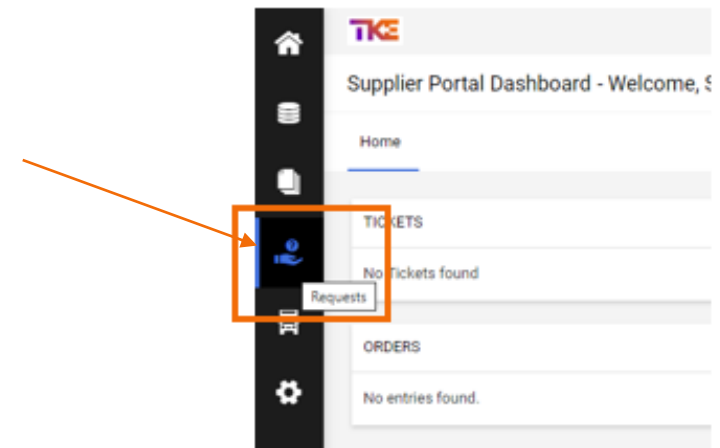 TKE
Supplier Portal Dashboard - Welcome, S
Home
TICKETS
No Tickets found
Requests
ORDERS
No entries found.